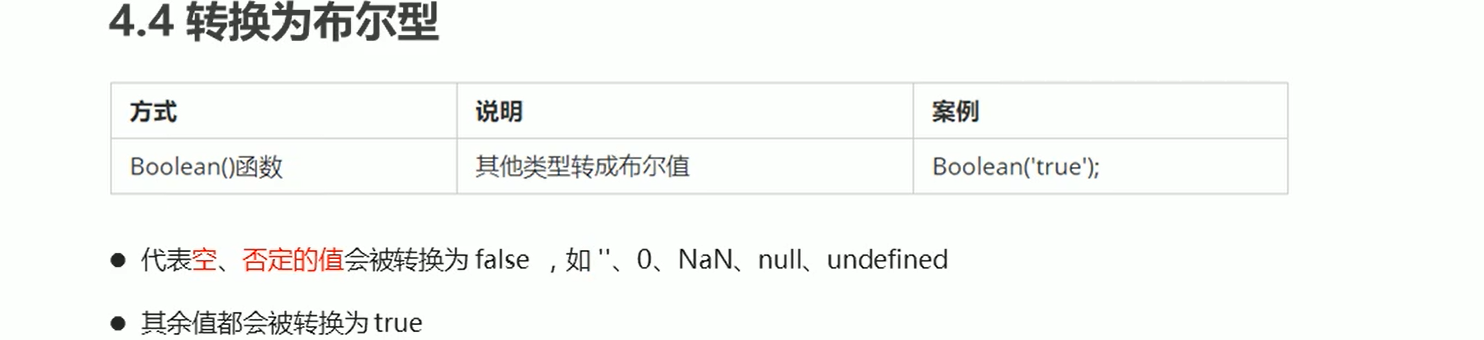 4.4 转换为布尔型
方式 说明 案例
Boolean()函数 其他类型转成布尔值 Boolean('true');
● 代表空、否定的值会被转换为 false ，如 ''、0、NaN、null、undefined
● 其余值都会被转换为 true